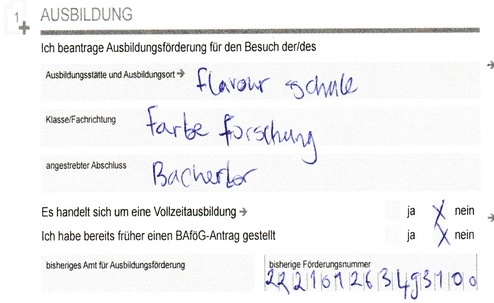 1 AUSBILDUNG
Ich beantrage Ausbildungsförderung für den Besuch der/des
Ausbildungsstätte und Ausbildungsort → flavour schule
Klasse/Fachrichtung Farbe forschung
angestrebter Abschluss Bacherlor
Es handelt sich um eine Vollzeitausbildung → ja X nein
Ich habe bereits früher einen BAföG-Antrag gestellt ja X nein
bisheriges Amt für Ausbildungsförderung bisherige Förderungsnummer
222161263493100